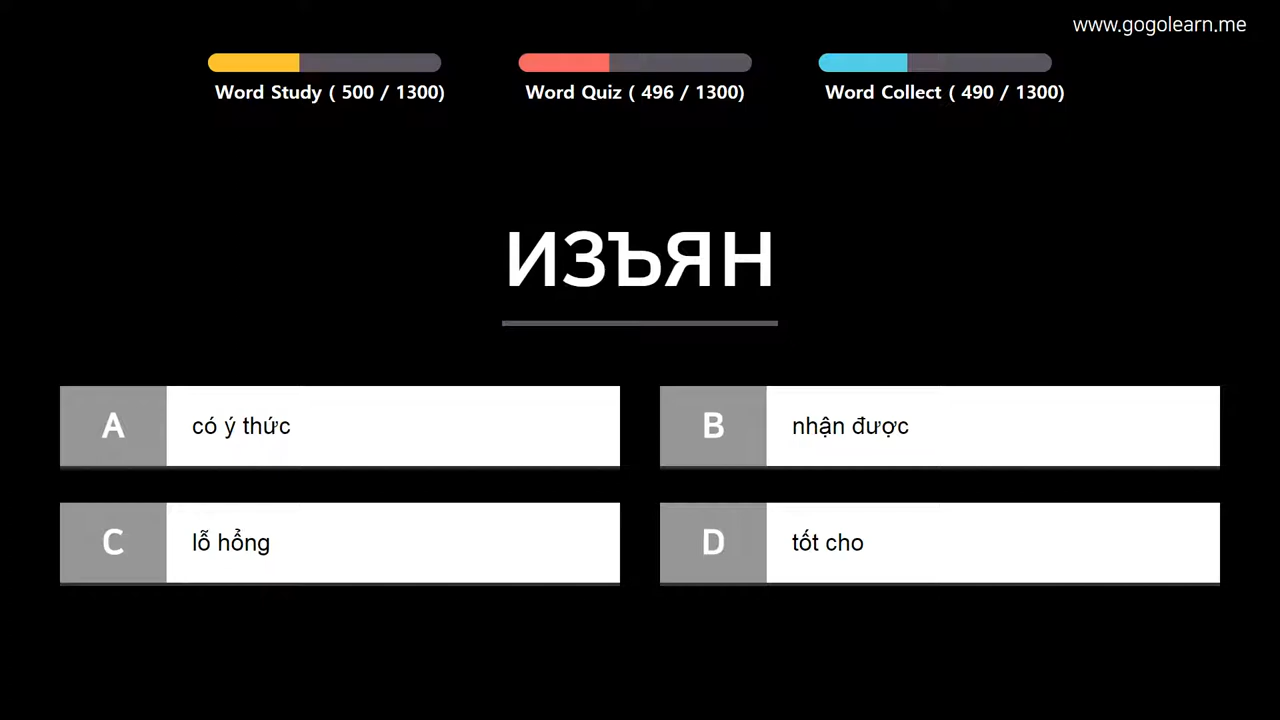 www.gogolearn.me
Word Study ( 500 / 1300)
Word Quiz ( 496 / 1300)
Word Collect ( 490 / 1300)
ИЗЪЯН
A
có ý thức
B
nhận được
C
lỗ hổng
D
tốt cho